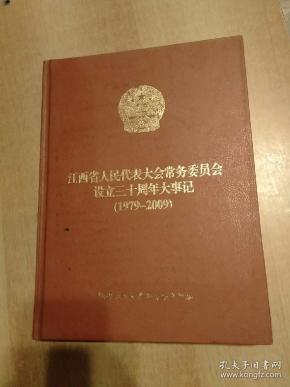 江西省人民代表大会常务委员会
设立三十周年大事记
(1979-2009)
孔夫子旧书网
www.kongfz.com